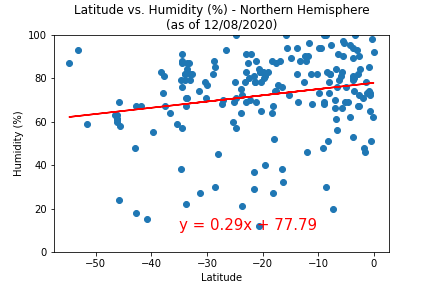 Latitude vs. Humidity (%) - Northern Hemisphere
(as of 12/08/2020)
100
80
60
40
20
0
Humidity (%)
y = 0.29x + 77.79
−50
−40
−30
−20
−10
0
Latitude